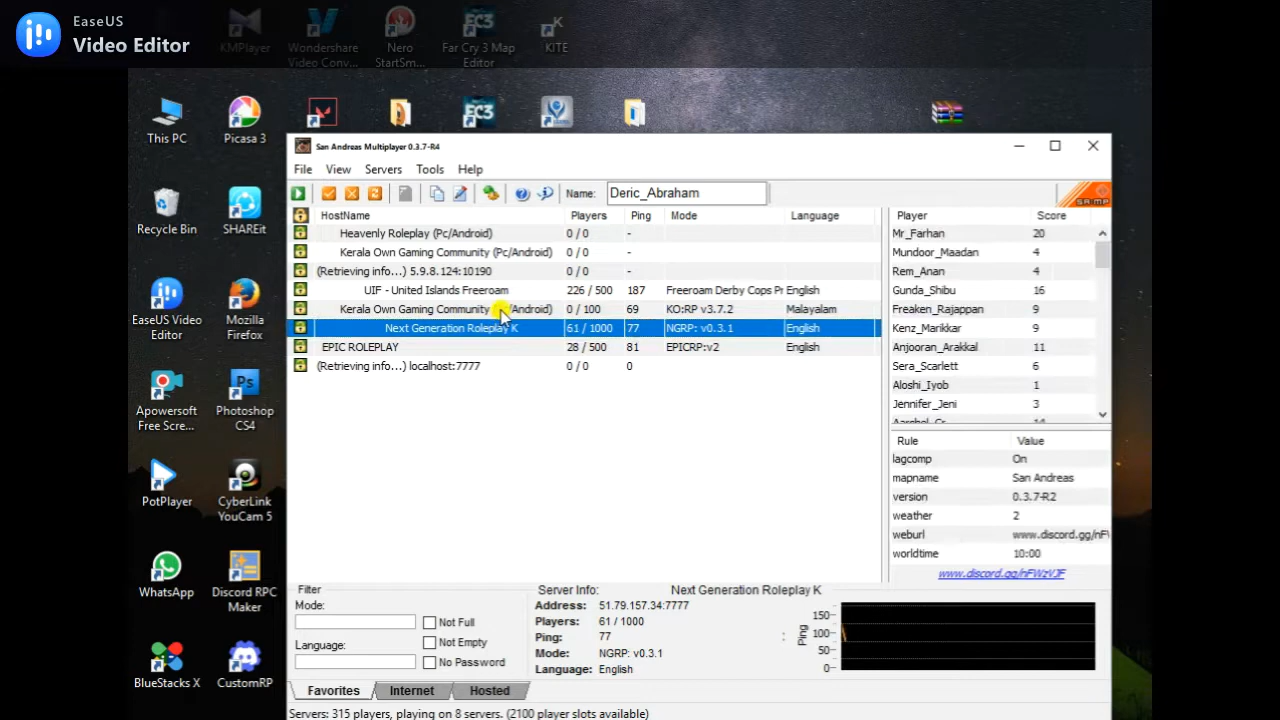 EaseUS
Video Editor
KMPlayer
Wondershare
Video Conv...
Nero
StartSm...
Far Cry 3 Map
Editor
KITE
This PC
Picasa 3
Recycle Bin
SHAREit
EaseUS Video
Editor
Mozilla
Firefox
Apowersoft
Free Scre...
Photoshop
CS4
PotPlayer
CyberLink
YouCam 5
WhatsApp
Discord RPC
Maker
BlueStacks X
CustomRP
San Andreas Multiplayer 0.3.7-R4
File View Servers Tools Help
Name: Deric_Abraham
HostName Players Ping Mode Language
Heavenly Roleplay (Pc/Android) 0 / 0 -
Kerala Own Gaming Community (Pc/Android) 0 / 0 -
(Retrieving info...) 5.9.8.124:10190 0 / 0 -
UIF - United Islands Freeroam 226 / 500 187 Freeroam Derby Cops Pr English
Kerala Own Gaming Community /Android) 0 / 100 69 KO:RP v3.7.2 Malayalam
Next Generation Roleplay K 61 / 1000 77 NGRP: v0.3.1 English
EPIC ROLEPLAY 28 / 500 81 EPICRP:v2 English
(Retrieving info...) localhost:7777 0 / 0 0
SA:MP
Player Score
Mr_Farhan 20
Mundoor_Maadan 4
Rem_Anan 4
Gunda_Shibu 16
Freaken_Rajappan 9
Kenz_Marikkar 9
Anjooran_Arakkal 11
Sera_Scarlett 6
Aloshi_Iyob 1
Jennifer_Jeni 3
Rule Value
lagcomp On
mapname San Andreas
version 0.3.7-R2
weather 2
weburl www.discord.gg/nF
worldtime 10:00
www.discord.gg/nFWzVJF
Filter
Mode:
Not Full
Not Empty
Language:
No Password
Server Info: Next Generation Roleplay K
Address: 51.79.157.34:7777
Players: 61 / 1000
Ping: 77
Mode: NGRP: v0.3.1
Language: English
:
Ping
150
100
50
0
Favorites Internet Hosted
Servers: 315 players, playing on 8 servers. (2100 player slots available)